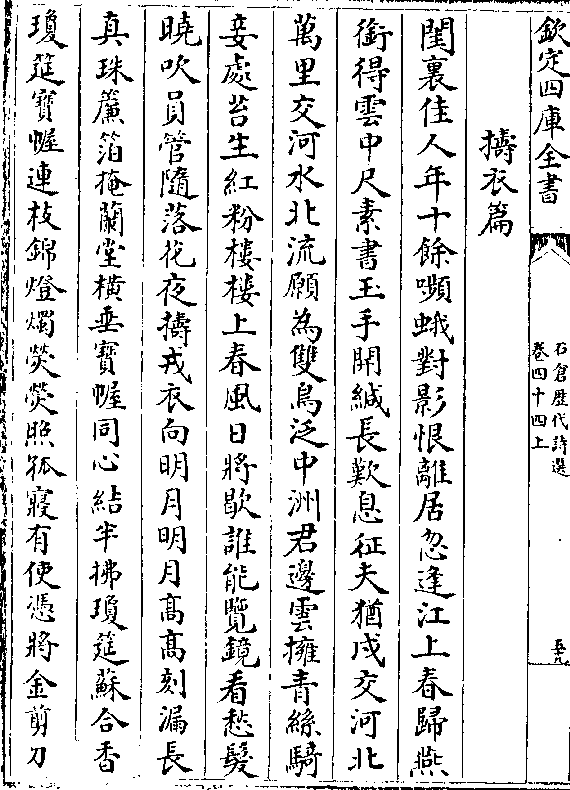 欽定四庫全書
石倉歷代詩選
卷四十四上
擣衣篇
閨裏佳人年十餘嚬蛾對影恨離居忽逢江上春歸燕
銜得雲中尺素書玉手開緘長歎息征夫猶戍交河北
萬里交河水北流願為雙鳥泛中洲君邊雲擁青絲騎
妾處苔生紅粉樓樓上春風日將歇誰能覽鏡看愁髮
曉吹員管隨落花夜擣戎衣向明月明月髙髙刻漏長
真珠簾箔掩蘭堂横垂寳幄同心結半拂瓊筵蘇合香
瓊筵寳幄連枝錦燈燭熒熒照孤寢有使憑將金剪刀